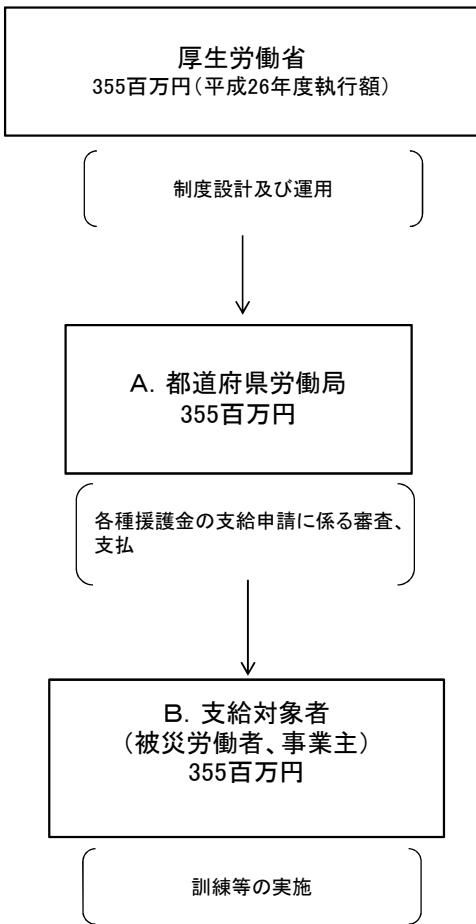 厚生労働省
355百万円(平成26年度執行額)
制度設計及び運用
A. 都道府県労働局
355百万円
各種援護金の支給申請に係る審査、
支払
B. 支給対象者
(被災労働者、事業主)
355百万円
訓練等の実施